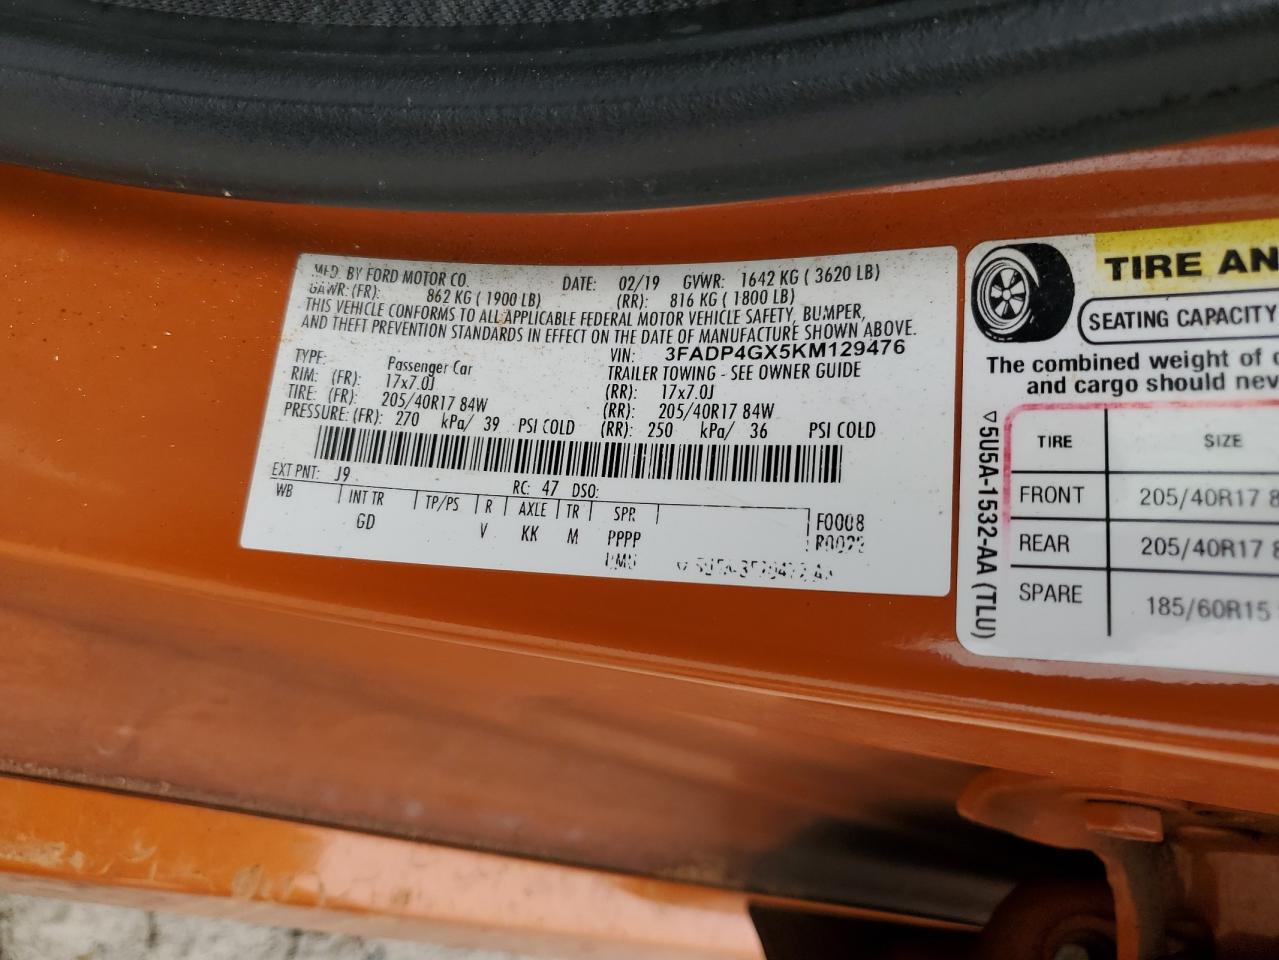 MFD. BY FORD MOTOR CO. DATE: 02/19 GVWR: 1642 KG ( 3620 LB)
GAWR: (FR): 862 KG ( 1900 LB) (RR): 816 KG ( 1800 LB)
THIS VEHICLE CONFORMS TO ALL APPLICABLE FEDERAL MOTOR VEHICLE SAFETY, BUMPER,
AND THEFT PREVENTION STANDARDS IN EFFECT ON THE DATE OF MANUFACTURE SHOWN ABOVE.
VIN: 3FADP4GX5KM129476
TYPE: Passenger Car TRAILER TOWING - SEE OWNER GUIDE
RIM: (FR): 17x7.0J (RR): 17x7.0J
TIRE: (FR): 205/40R17 84W (RR): 205/40R17 84W
PRESSURE: (FR): 270 kPa/ 39 PSI COLD (RR): 250 kPa/ 36 PSI COLD
EXT PNT: J9 RC: 47 DSO:
WB INT TR TP/PS R AXLE TR SPR F0008
GD V KK M PPPP
TIRE AN
SEATING CAPACITY
The combined weight of
and cargo should nev
▽5U5A-1532-AA (TLU)
TIRE SIZE
FRONT 205/40R17 8
REAR 205/40R17 8
SPARE 185/60R15